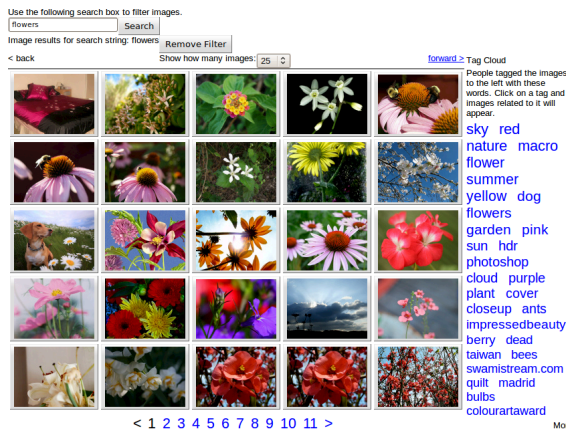 Use the following search box to filter images.
flowers Search
Image results for search string: flowers Remove Filter
< back Show how many images: 25 forward > Tag Cloud
People tagged the images
to the left with these
words. Click on a tag and
images related to it will
appear.
sky red
nature macro
flower
summer
yellow dog
flowers
garden pink
sun hdr
photoshop
cloud purple
plant cover
closeup ants
impressedbeauty
berry dead
taiwan bees
swamistream.com
quilt madrid
bulbs
colourartaward
< 1 2 3 4 5 6 7 8 9 10 11 >
Mo